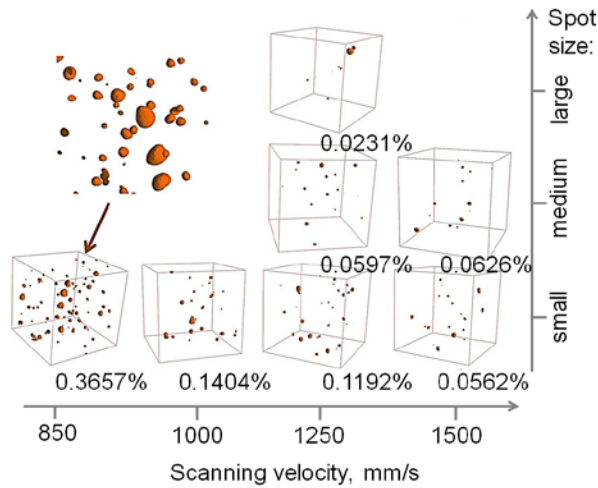 Spot
size:
large
0.0231%
medium
0.0597%
0.0626%
small
0.3657%
0.1404%
0.1192%
0.0562%
850
1000
1250
1500
Scanning velocity, mm/s